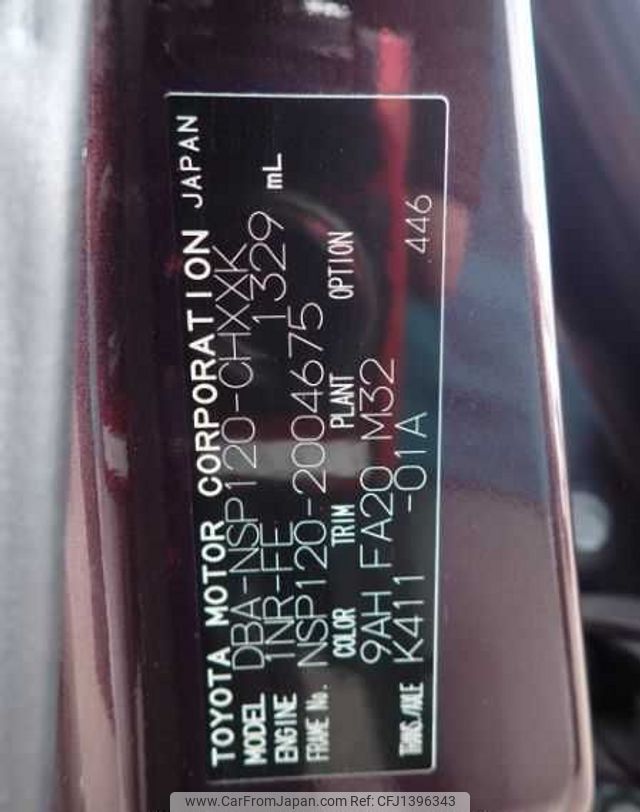 TOYOTA MOTOR CORPORATION JAPAN
MODEL DBA-NSP120-CHXXK
ENGINE 1NR-FE 1329 mL
FRAME No. NSP120-2004675
COLOR TRIM PLANT OPTION
9AH FA20 M32
TRANS/AXLE K411 -01A 446
www.CarFromJapan.com CFJ1396343